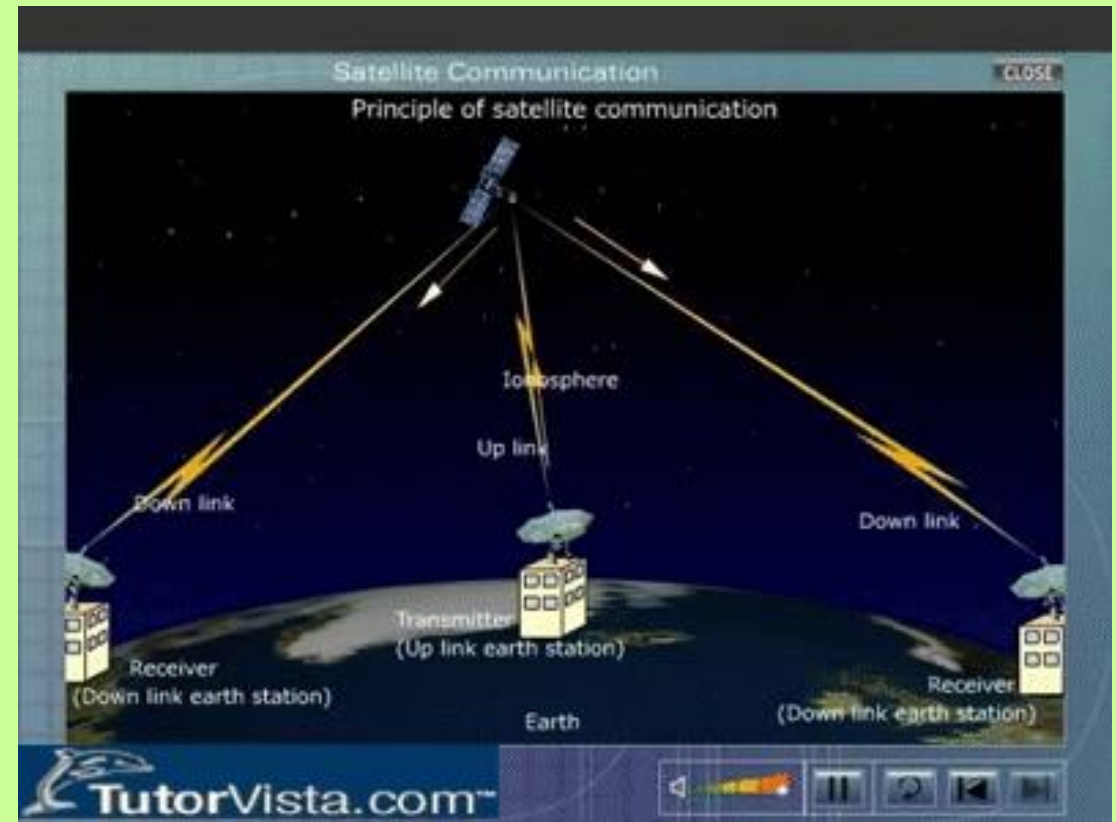 Satellite Communication
CLOSE
Principle of satellite communication
Ionosphere
Up link
Down link
Down link
Transmitter
(Up link earth station)
Receiver
(Down link earth station)
Receiver
(Down link earth station)
Earth
TutorVista.com™